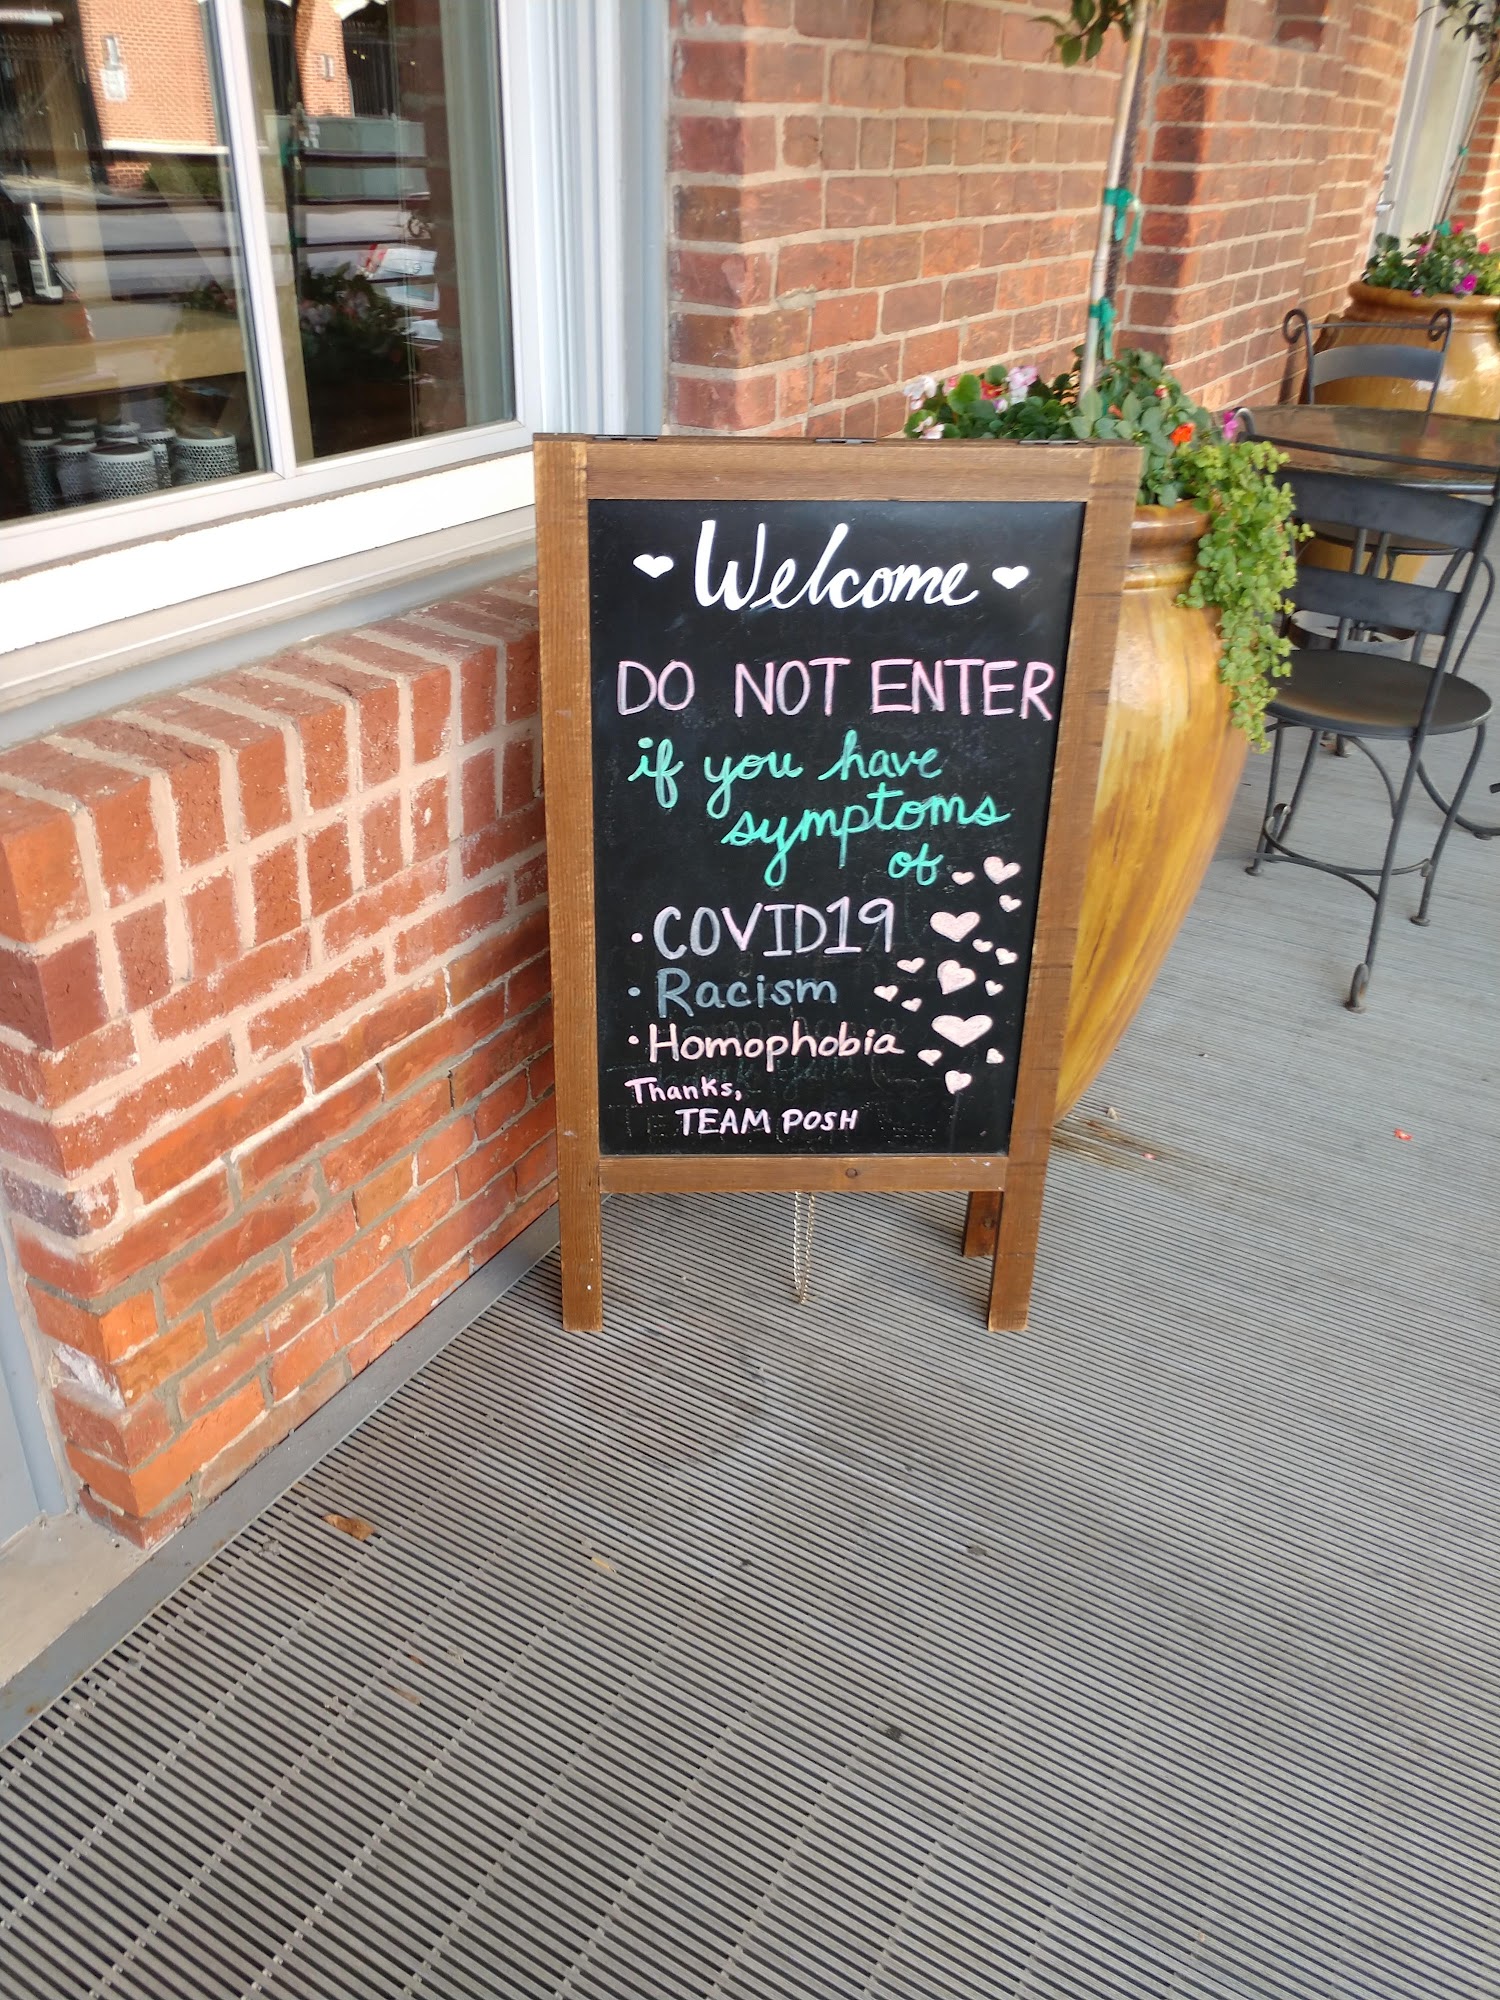 Welcome
DO NOT ENTER
if you have
symptoms
of
• COVID19
• Racism
• Homophobia
Thanks,
TEAM POSH